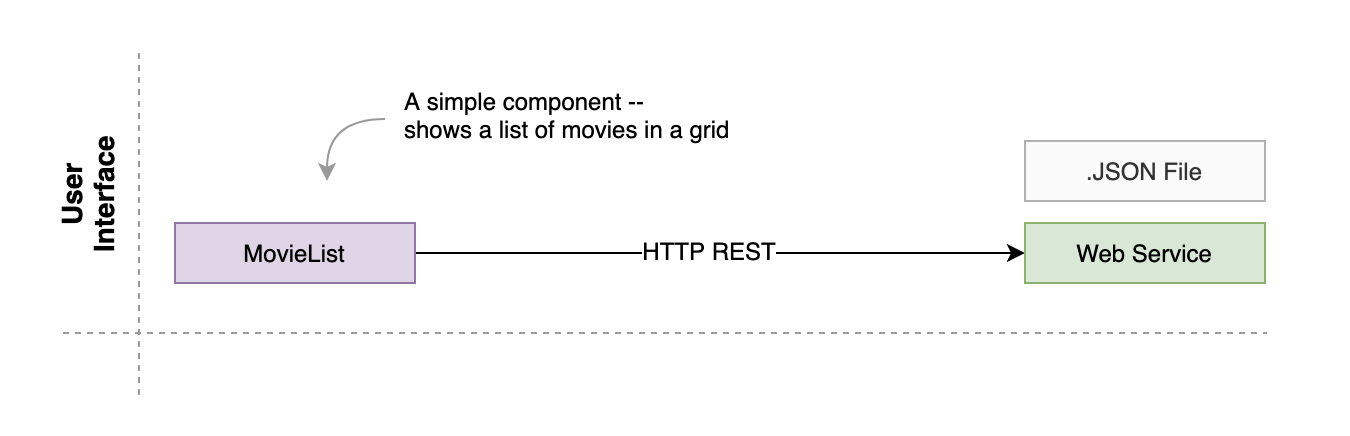 User
Interface
A simple component --
shows a list of movies in a grid
.JSON File
MovieList
HTTP REST
Web Service